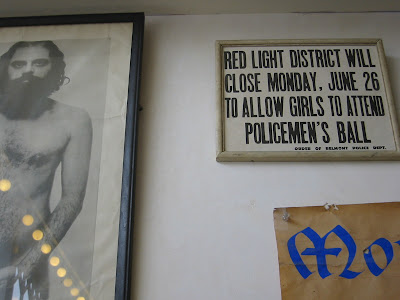 RED LIGHT DISTRICT WILL
CLOSE MONDAY, JUNE 26
TO ALLOW GIRLS TO ATTEND
POLICEMEN'S BALL
ORDER OF BELMONT POLICE DEPT.
Mo